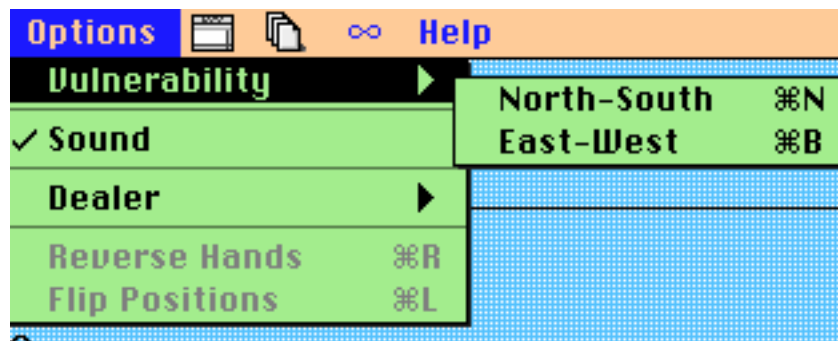 Options ∞ Help
Vulnerability
North-South ⌘N
✓ Sound
East-West ⌘B
Dealer
Reverse Hands ⌘R
Flip Positions ⌘L